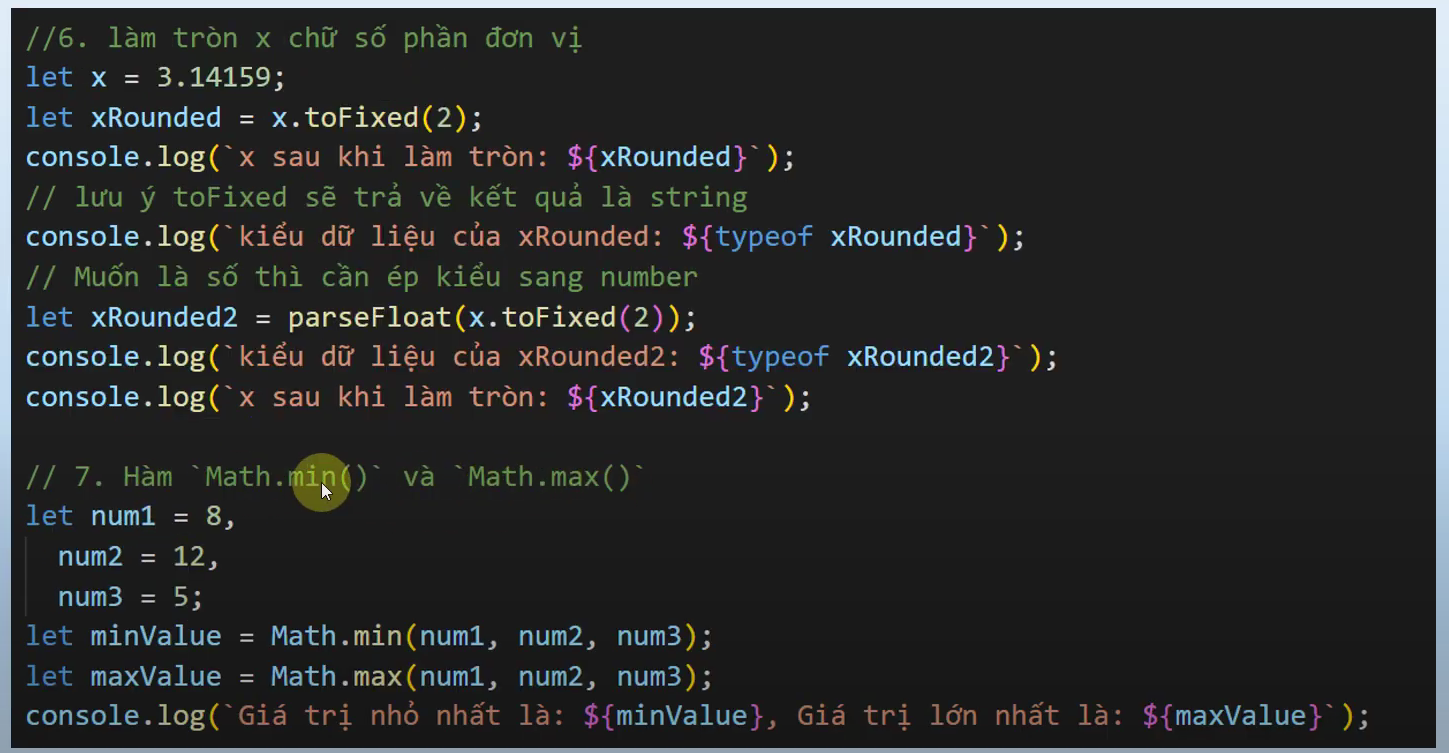 //6. làm tròn x chữ số phần đơn vị
let x = 3.14159;
let xRounded = x.toFixed(2);
console.log(`x sau khi làm tròn: ${xRounded}`);
// lưu ý toFixed sẽ trả về kết quả là string
console.log(`kiểu dữ liệu của xRounded: ${typeof xRounded}`);
// Muốn là số thì cần ép kiểu sang number
let xRounded2 = parseFloat(x.toFixed(2));
console.log(`kiểu dữ liệu của xRounded2: ${typeof xRounded2}`);
console.log(`x sau khi làm tròn: ${xRounded2}`);
// 7. Hàm `Math.min()` và `Math.max()`
let num1 = 8,
num2 = 12,
num3 = 5;
let minValue = Math.min(num1, num2, num3);
let maxValue = Math.max(num1, num2, num3);
console.log(`Giá trị nhỏ nhất là: ${minValue}, Giá trị lớn nhất là: ${maxValue}`);